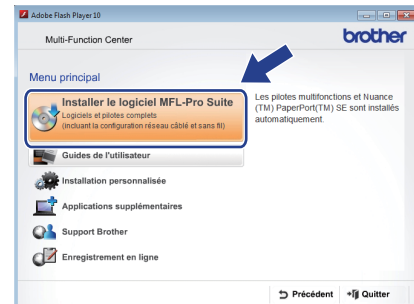 Adobe Flash Player 10
Multi-Function Center
brother
Menu principal
Installer le logiciel MFL-Pro Suite
Logiciels et pilotes complets
(incluant la configuration réseau câblé et sans fil)
Les pilotes multifonctions et Nuance
(TM) PaperPort(TM) SE sont installés
automatiquement.
Guides de l'utilisateur
Installation personnalisée
Applications supplémentaires
Support Brother
Enregistrement en ligne
Précédent
Quitter